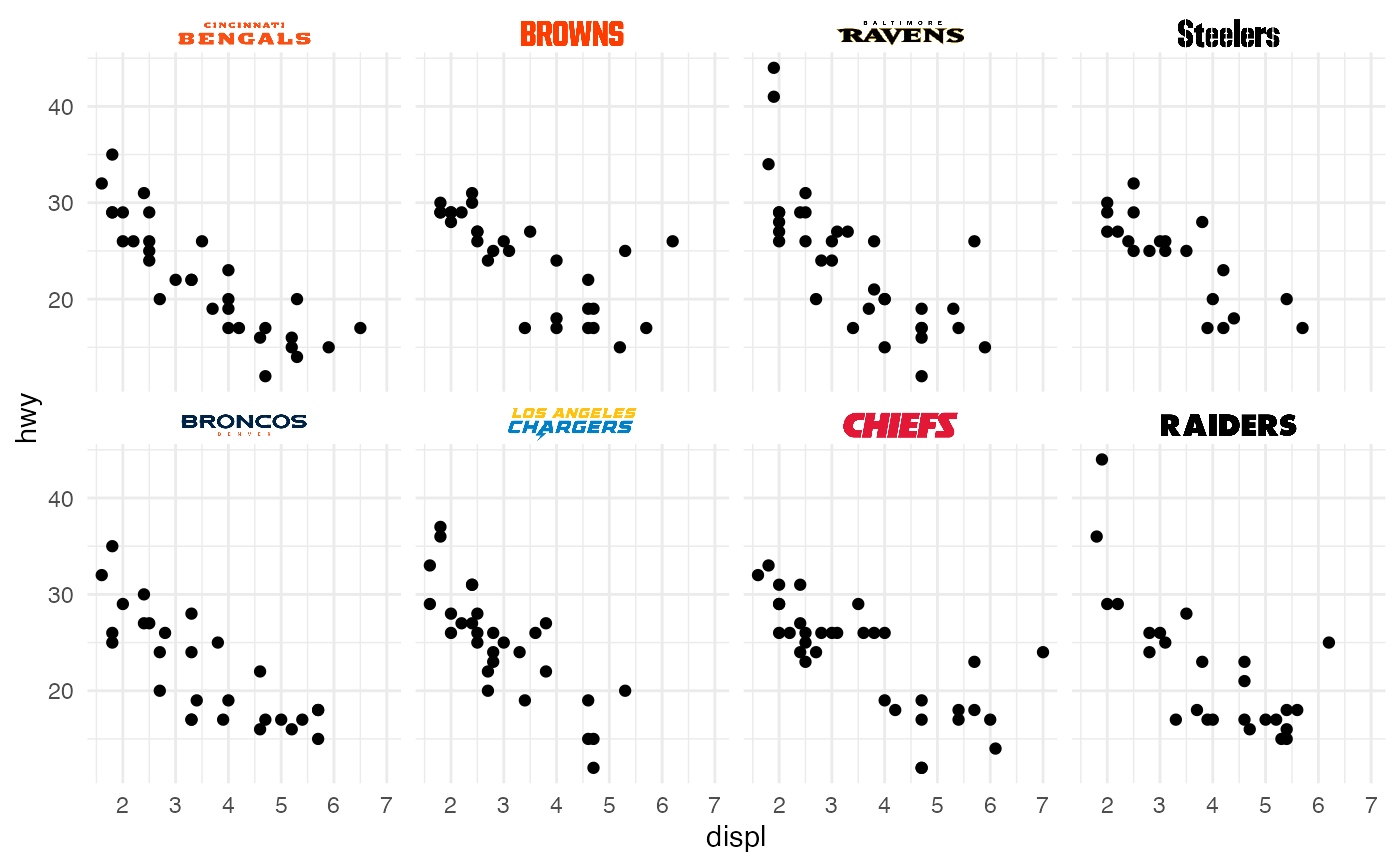 CINCINNATI
BENGALS
BROWNS
BALTIMORE
RAVENS
Steelers
40
30
20
hwy
BRONCOS
DENVER
LOS ANGELES
CHARGERS
CHIEFS
RAIDERS
40
30
20
2 3 4 5 6 7
2 3 4 5 6 7
2 3 4 5 6 7
2 3 4 5 6 7
displ